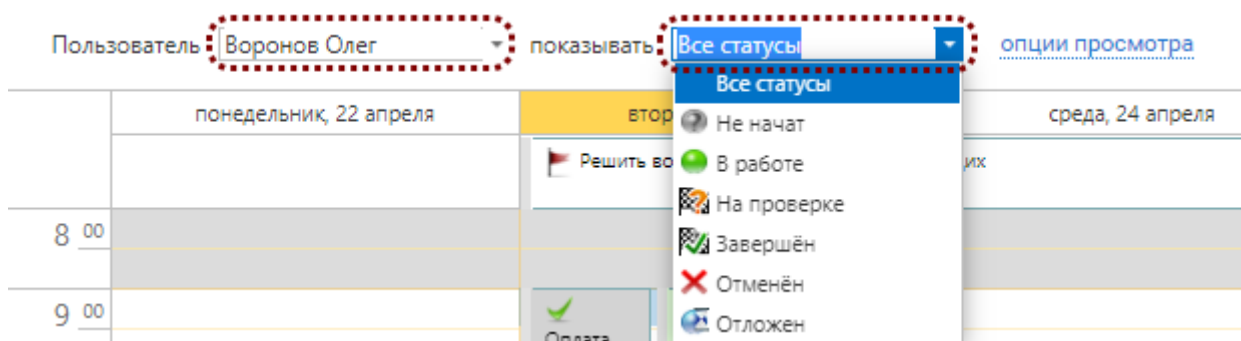 Пользователь Воронов Олег показывать Все статусы опции просмотра
понедельник, 22 апреля втор среда, 24 апреля
Все статусы
Не начат
Решить во их
В работе
На проверке
8 00
Завершён
Отменён
9 00
Отложен
Оплата